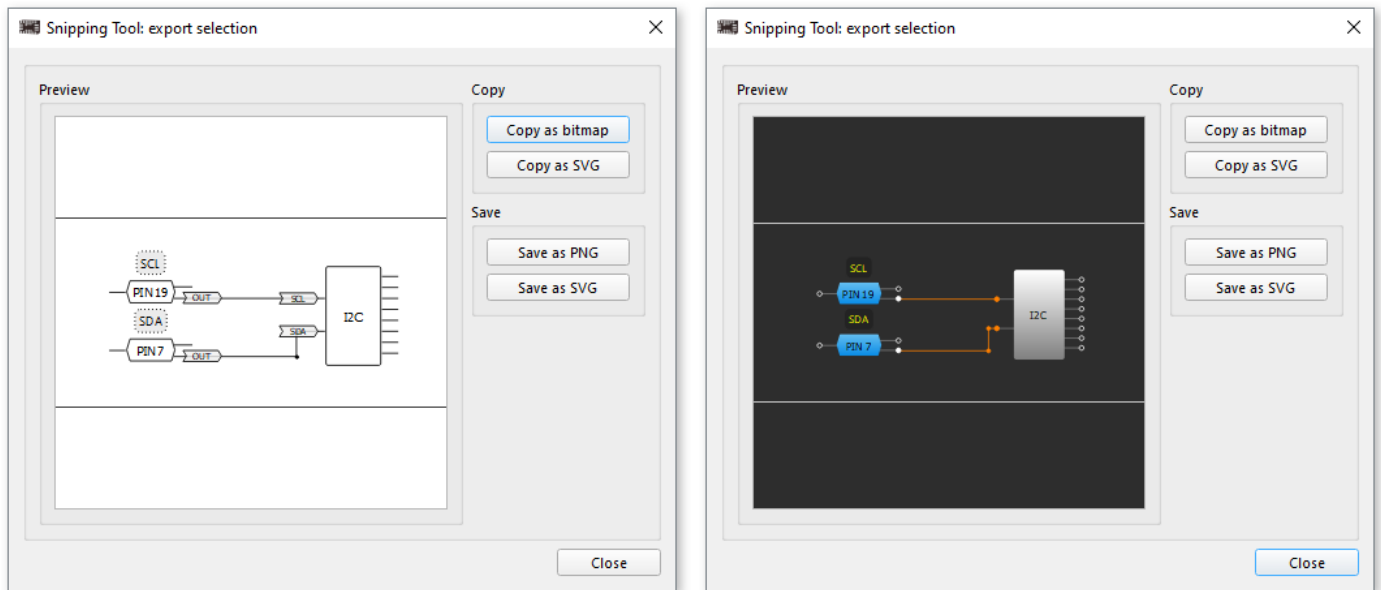 Snipping Tool: export selection
Preview
Copy
Copy as bitmap
Copy as SVG
Save
Save as PNG
Save as SVG
SCL
PIN 19
OUT
SCL
SDA
SDA
I2C
PIN 7
OUT
Close
Snipping Tool: export selection
Preview
Copy
Copy as bitmap
Copy as SVG
Save
Save as PNG
Save as SVG
SCL
PIN 19
SDA
I2C
PIN 7
Close